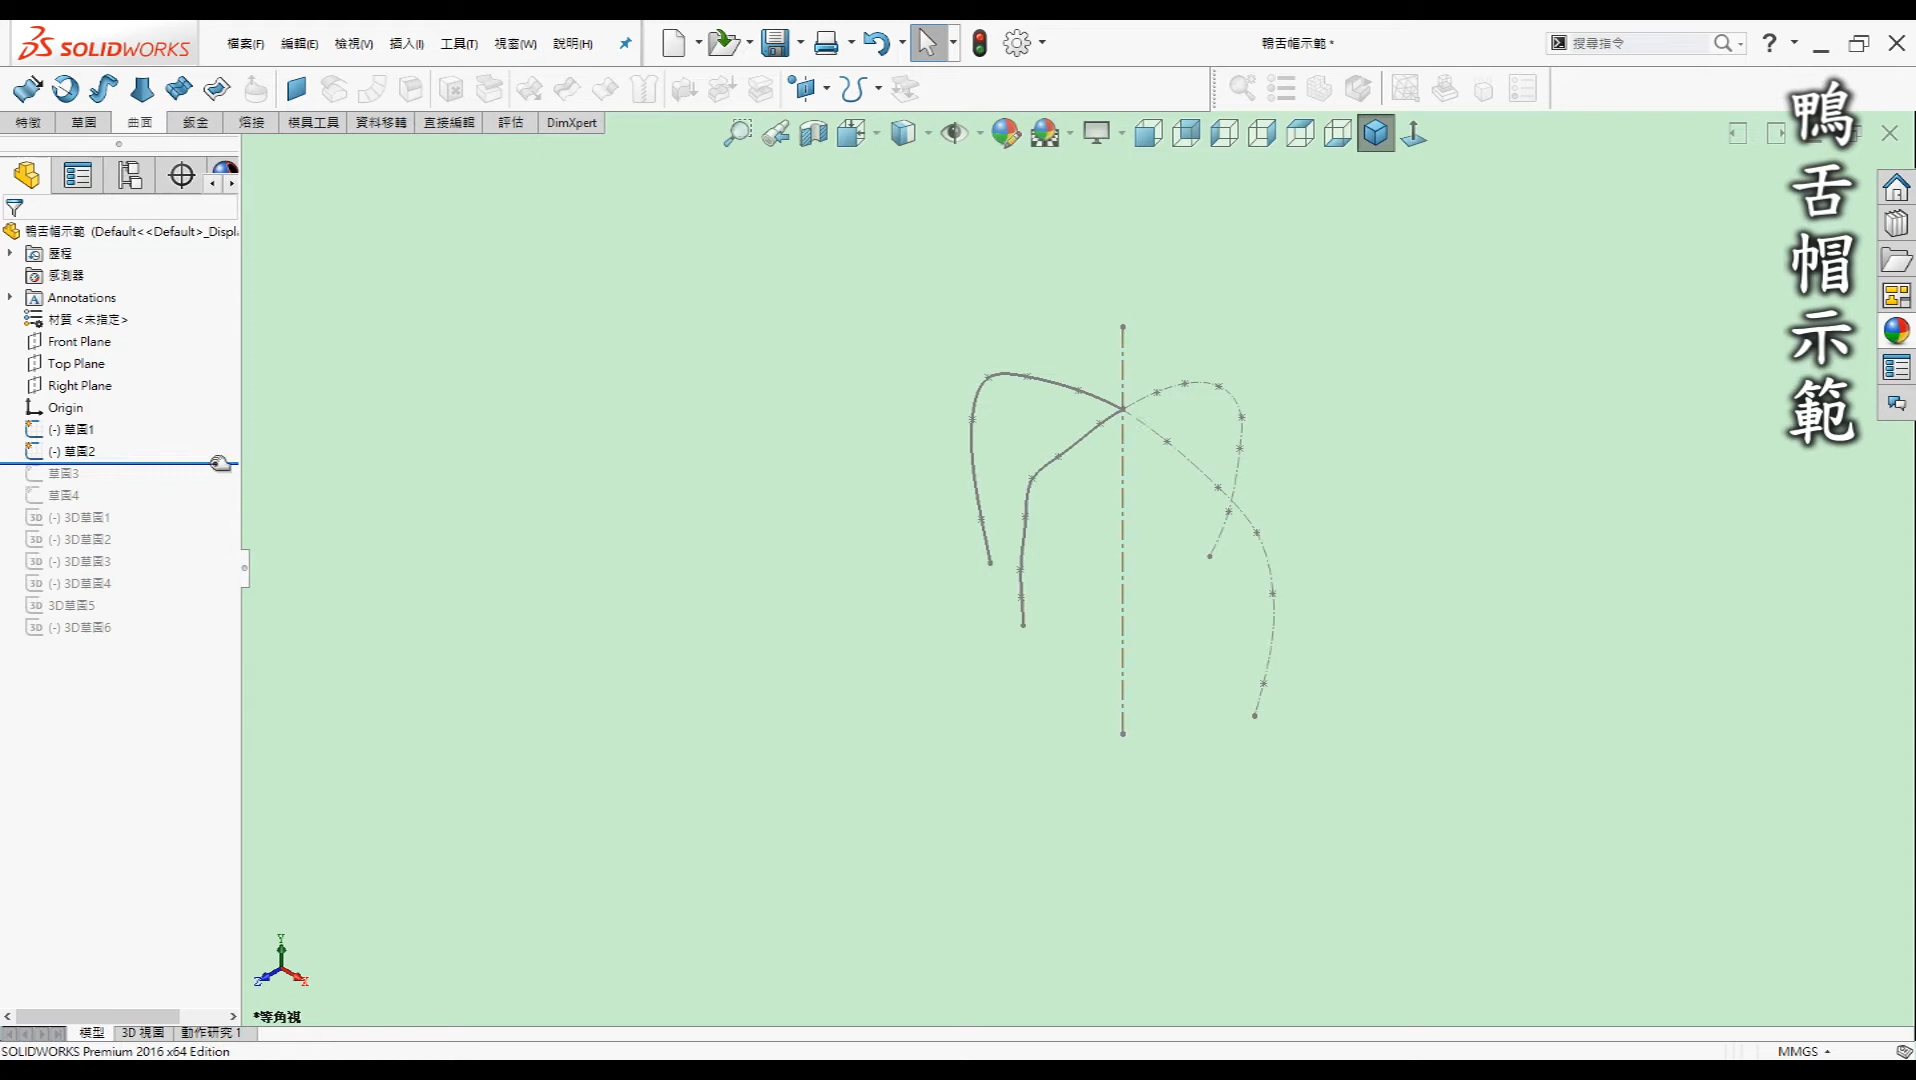 SOLIDWORKS
檔案(F)
編輯(E)
檢視(V)
插入(I)
工具(T)
視窗(W)
說明(H)
鴨舌帽示範 *
搜尋指令
特徵
草圖
曲面
鈑金
熔接
模具工具
資料移轉
直接編輯
評估
DimXpert
鴨舌帽示範
鴨舌帽示範 (Default<<Default>_Displ
歷程
感測器
Annotations
材質 <未指定>
Front Plane
Top Plane
Right Plane
Origin
(-) 草圖1
(-) 草圖2
草圖3
草圖4
3D (-) 3D草圖1
3D (-) 3D草圖2
3D (-) 3D草圖3
3D (-) 3D草圖4
3D 3D草圖5
3D (-) 3D草圖6
Y
Z
X
*等角視
模型
3D 視圖
動作研究 1
SOLIDWORKS Premium 2016 x64 Edition
MMGS